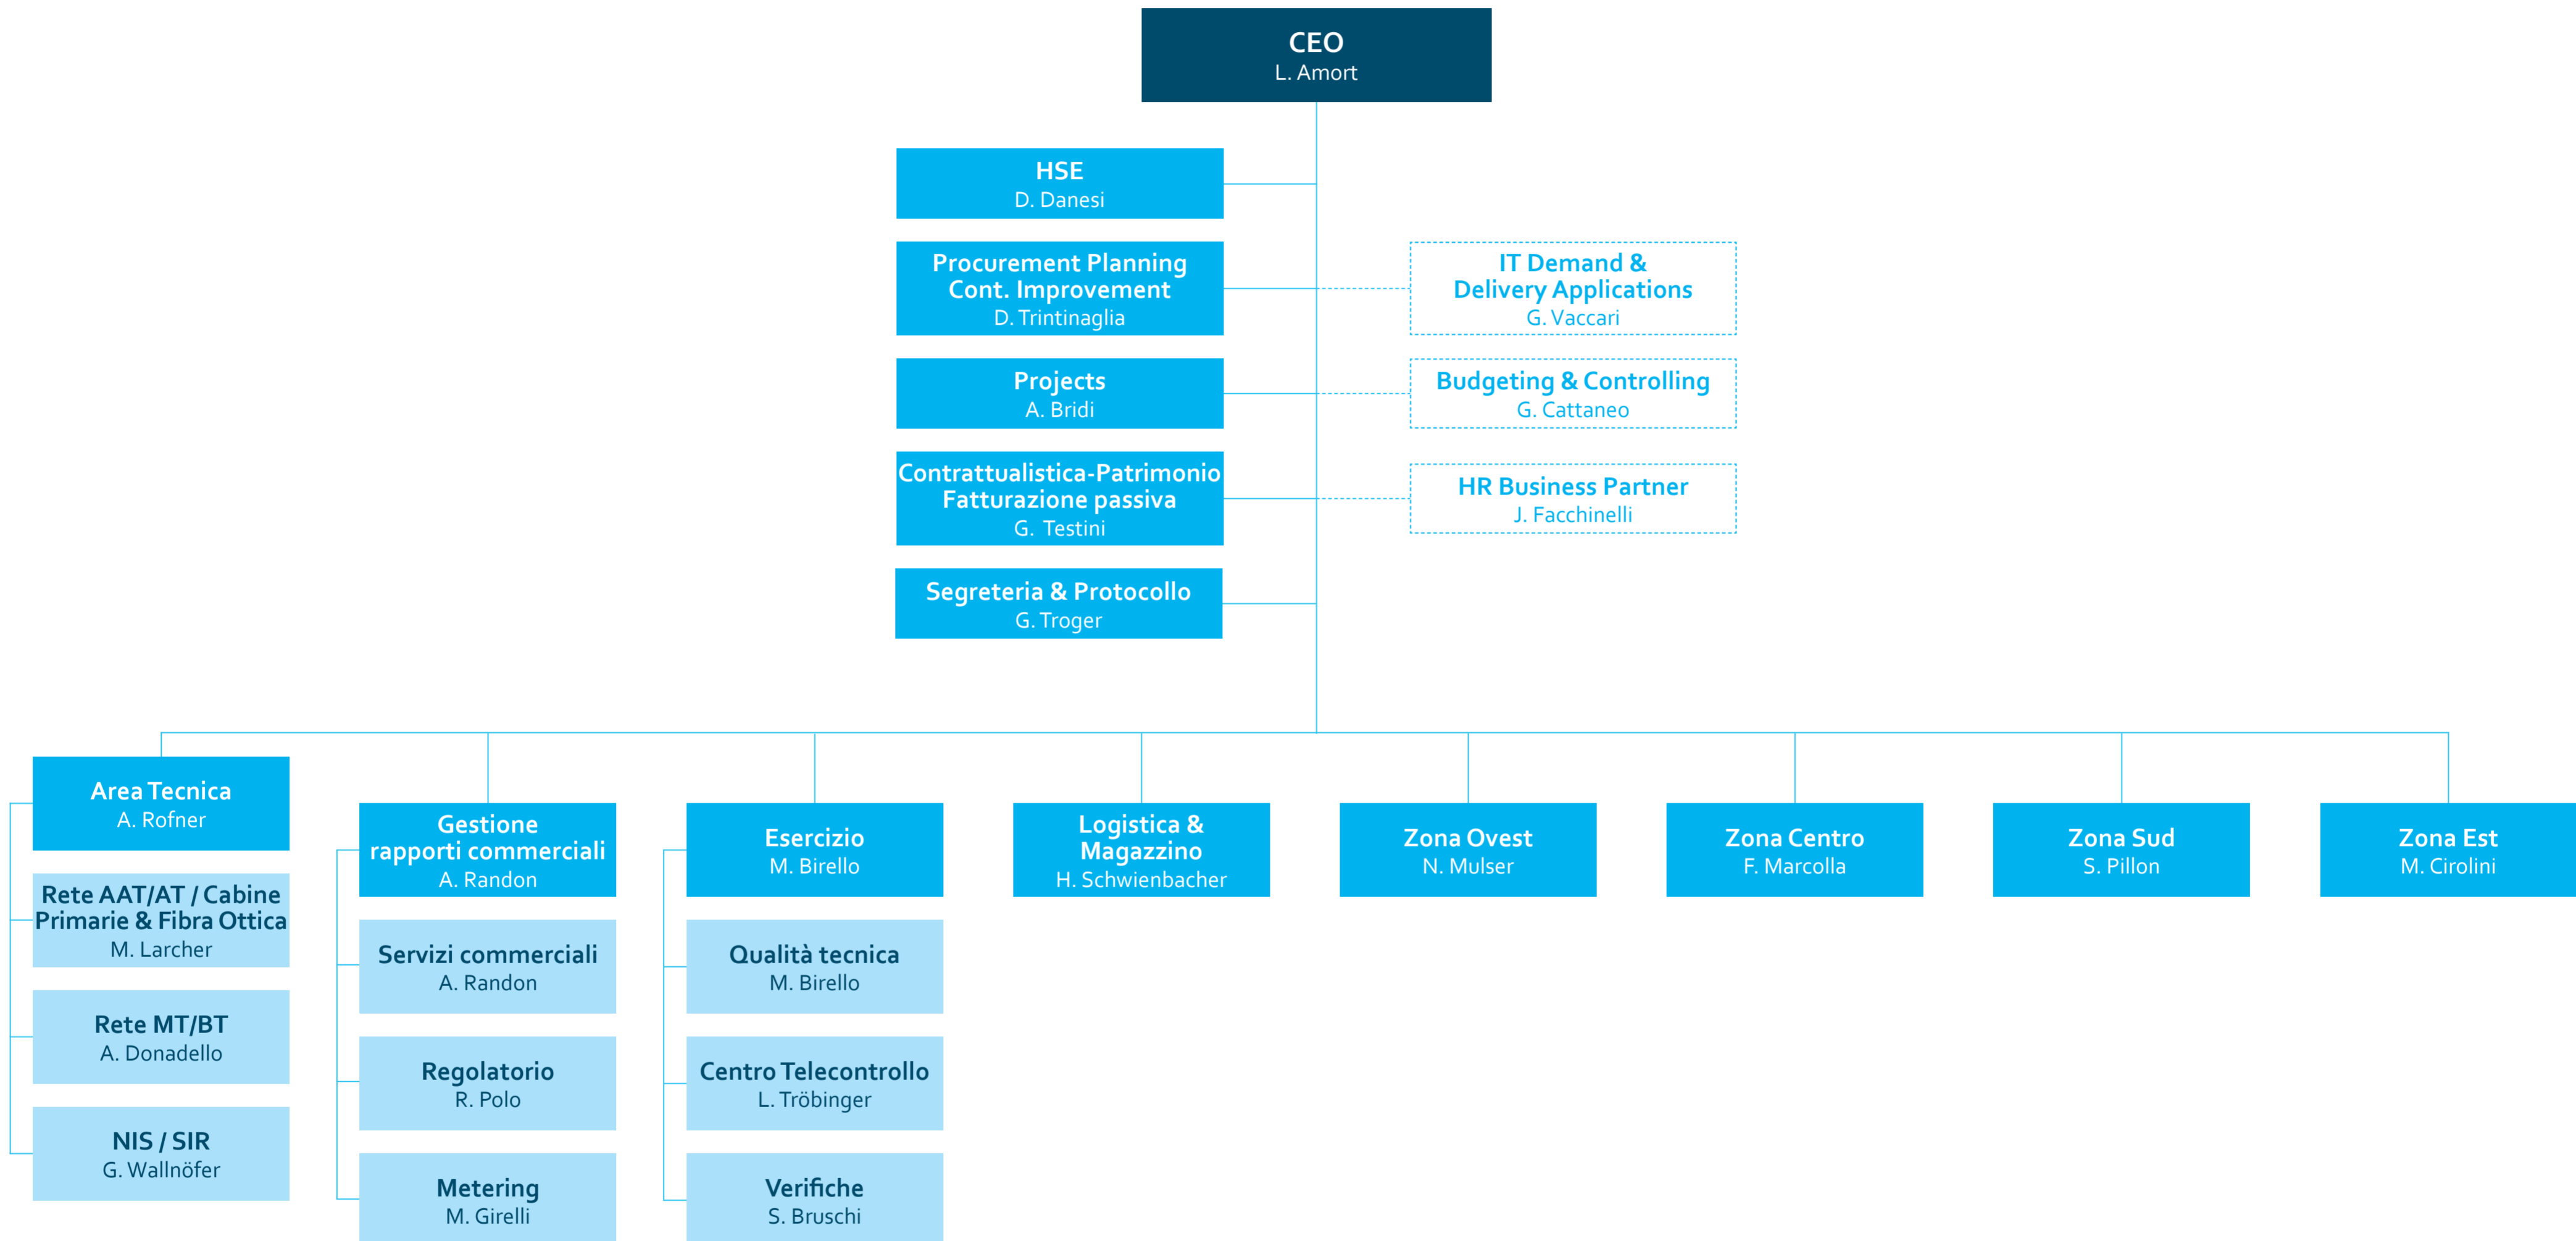 CEO
L. Amort
HSE
D. Danesi
Procurement Planning
Cont. Improvement
D. Trintinaglia
IT Demand &
Delivery Applications
G. Vaccari
Projects
A. Bridi
Budgeting & Controlling
G. Cattaneo
Contrattualistica-Patrimonio
Fatturazione passiva
G. Testini
HR Business Partner
J. Facchinelli
Segreteria & Protocollo
G. Troger
Area Tecnica
A. Rofner
Rete AAT/AT / Cabine
Primarie & Fibra Ottica
M. Larcher
Rete MT/BT
A. Donadello
NIS / SIR
G. Wallnöfer
Gestione
rapporti commerciali
A. Randon
Servizi commerciali
A. Randon
Regolatorio
R. Polo
Metering
M. Girelli
Esercizio
M. Birello
Qualità tecnica
M. Birello
Centro Telecontrollo
L. Tröbinger
Verifiche
S. Bruschi
Logistica &
Magazzino
H. Schwienbacher
Zona Ovest
N. Mulser
Zona Centro
F. Marcolla
Zona Sud
S. Pillon
Zona Est
M. Cirolini